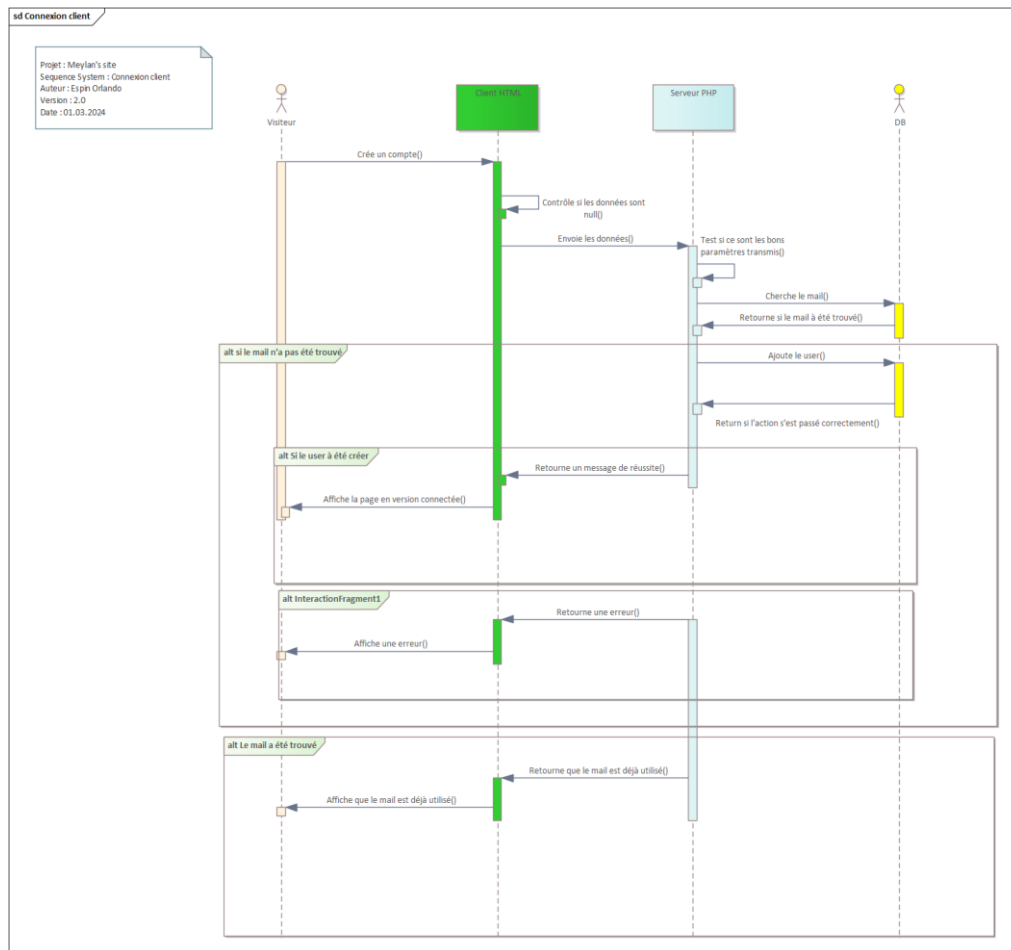 sd Connexion client
Projet : Meylan's site
Sequence System : Connexion client
Auteur : Espin Orlando
Version : 2.0
Date : 01.03.2024
Visiteur
Client HTML
Serveur PHP
DB
Crée un compte()
Contrôle si les données sont
null()
Envoie les données()
Test si ce sont les bons
paramètres transmis()
Cherche le mail()
Retourne si le mail à été trouvé()
alt si le mail n'a pas été trouvé
Ajoute le user()
Return si l'action s'est passé correctement()
alt Si le user à été créer
Retourne un message de réussite()
Affiche la page en version connectée()
alt InteractionFragment1
Retourne une erreur()
Affiche une erreur()
alt Le mail a été trouvé
Retourne que le mail est déjà utilisé()
Affiche que le mail est déjà utilisé()